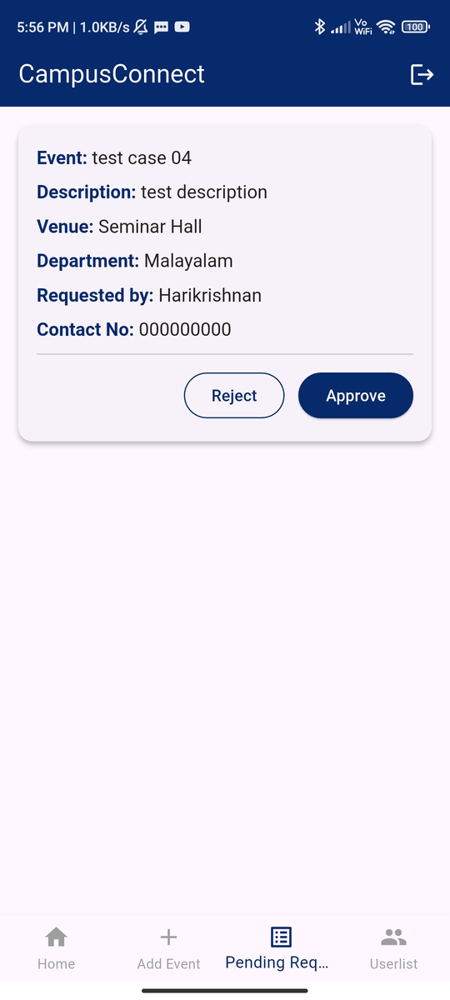 5:56 PM | 1.0KB/s
Vo
WiFi
100
CampusConnect
Event: test case 04
Description: test description
Venue: Seminar Hall
Department: Malayalam
Requested by: Harikrishnan
Contact No: 000000000
Reject Approve
Home Add Event Pending Req... Userlist